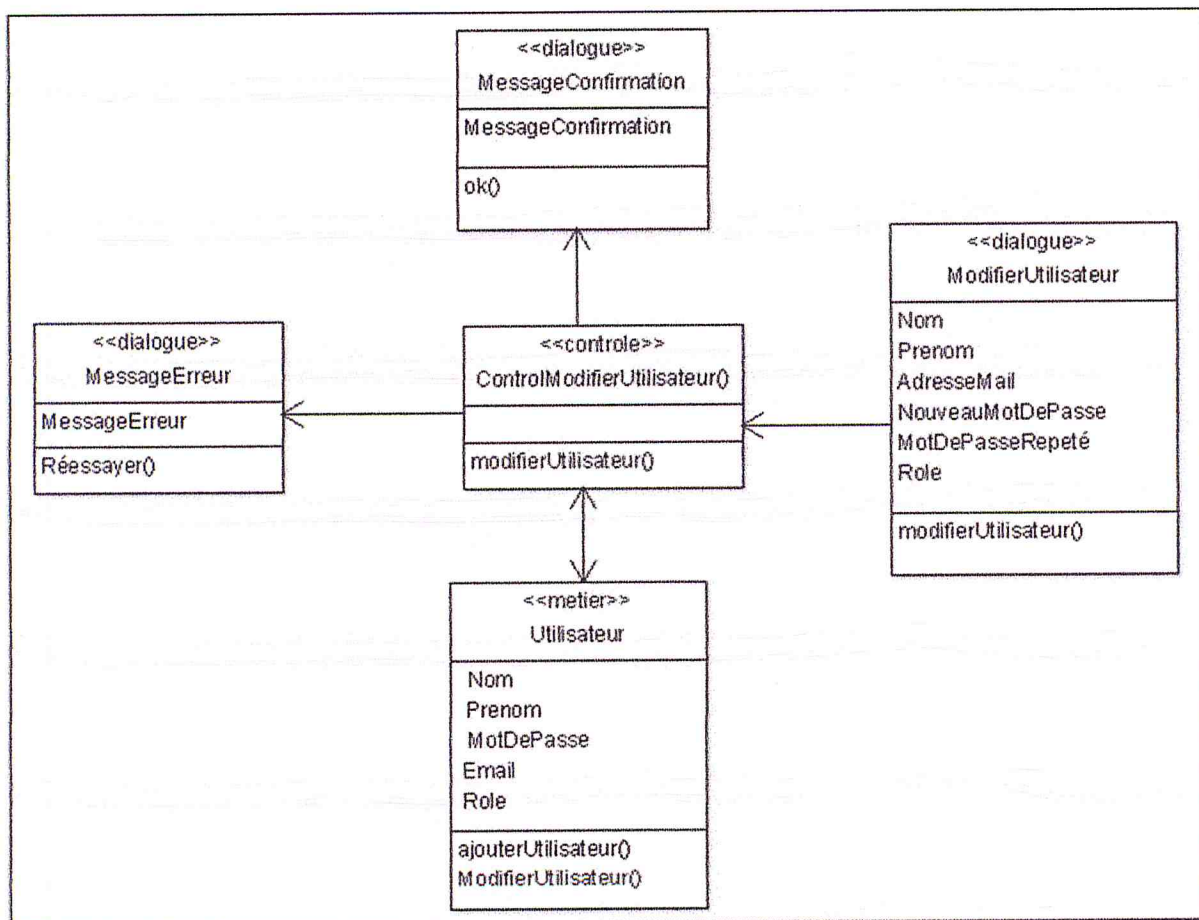 <<dialogue>>
MessageConfirmation
MessageConfirmation
ok()
<<dialogue>>
ModifierUtilisateur
Nom
Prenom
AdresseMail
NouveauMotDePasse
MotDePasseRepeté
Role
modifierUtilisateur()
<<dialogue>>
MessageErreur
MessageErreur
Réessayer()
<<controle>>
ControlModifierUtilisateur()
modifierUtilisateur()
<<metier>>
Utilisateur
Nom
Prenom
MotDePasse
Email
Role
ajouterUtilisateur()
ModifierUtilisateur()